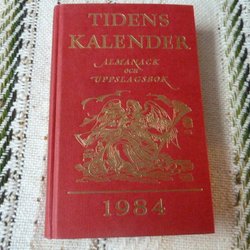 TIDENS
KALENDER
ALMANACK
OCH
UPPSLAGSBOK
1984